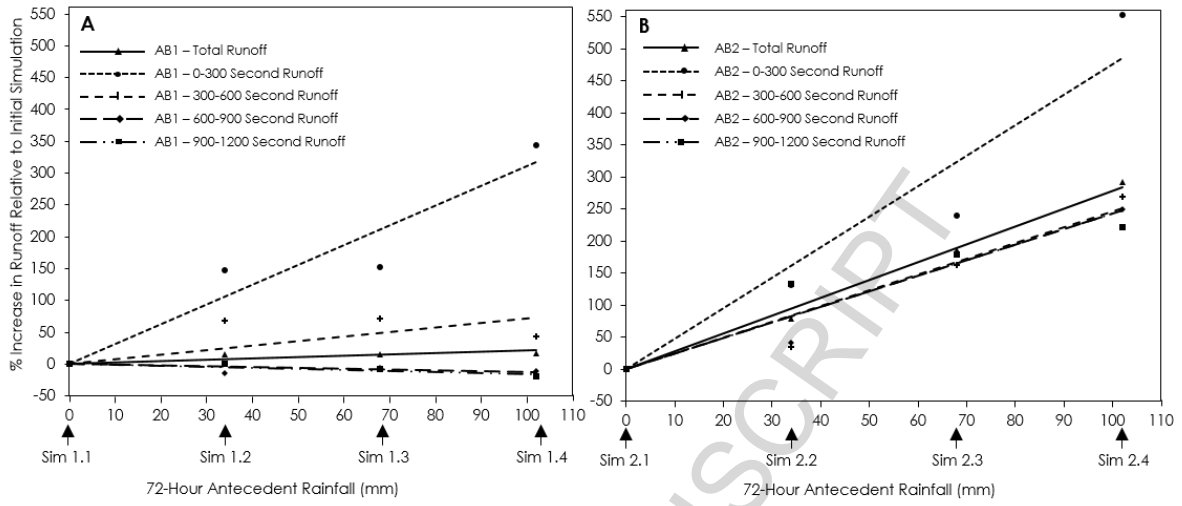 A
% Increase in Runoff Relative to Initial Simulation
550
500
450
400
350
300
250
200
150
100
50
0
-50
AB1 – Total Runoff
AB1 – 0-300 Second Runoff
AB1 – 300-600 Second Runoff
AB1 – 600-900 Second Runoff
AB1 – 900-1200 Second Runoff
0 10 20 30 40 50 60 70 80 90 100 110
Sim 1.1 Sim 1.2 Sim 1.3 Sim 1.4
72-Hour Antecedent Rainfall (mm)
B
550
500
450
400
350
300
250
200
150
100
50
0
-50
AB2 – Total Runoff
AB2 – 0-300 Second Runoff
AB2 – 300-600 Second Runoff
AB2 – 600-900 Second Runoff
AB2 – 900-1200 Second Runoff
0 10 20 30 40 50 60 70 80 90 100 110
Sim 2.1 Sim 2.2 Sim 2.3 Sim 2.4
72-Hour Antecedent Rainfall (mm)
USCRIPT